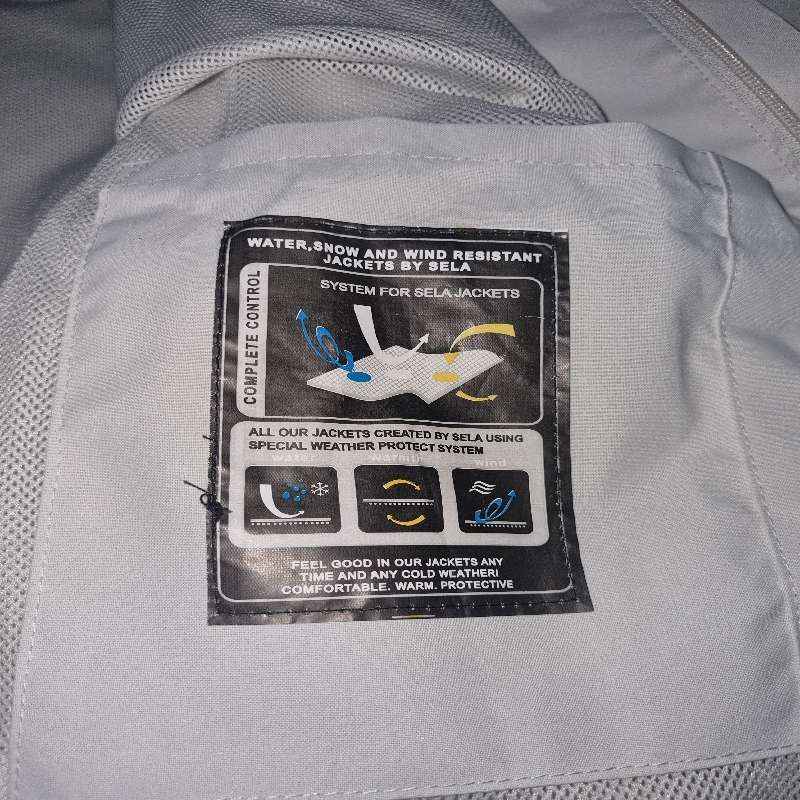 WATER,SNOW AND WIND RESISTANT
JACKETS BY SELA
COMPLETE CONTROL
SYSTEM FOR SELA JACKETS
ALL OUR JACKETS CREATED BY SELA USING
SPECIAL WEATHER PROTECT SYSTEM
water warmth wind
FEEL GOOD IN OUR JACKETS ANY
TIME AND ANY COLD WEATHER!
COMFORTABLE. WARM. PROTECTIVE